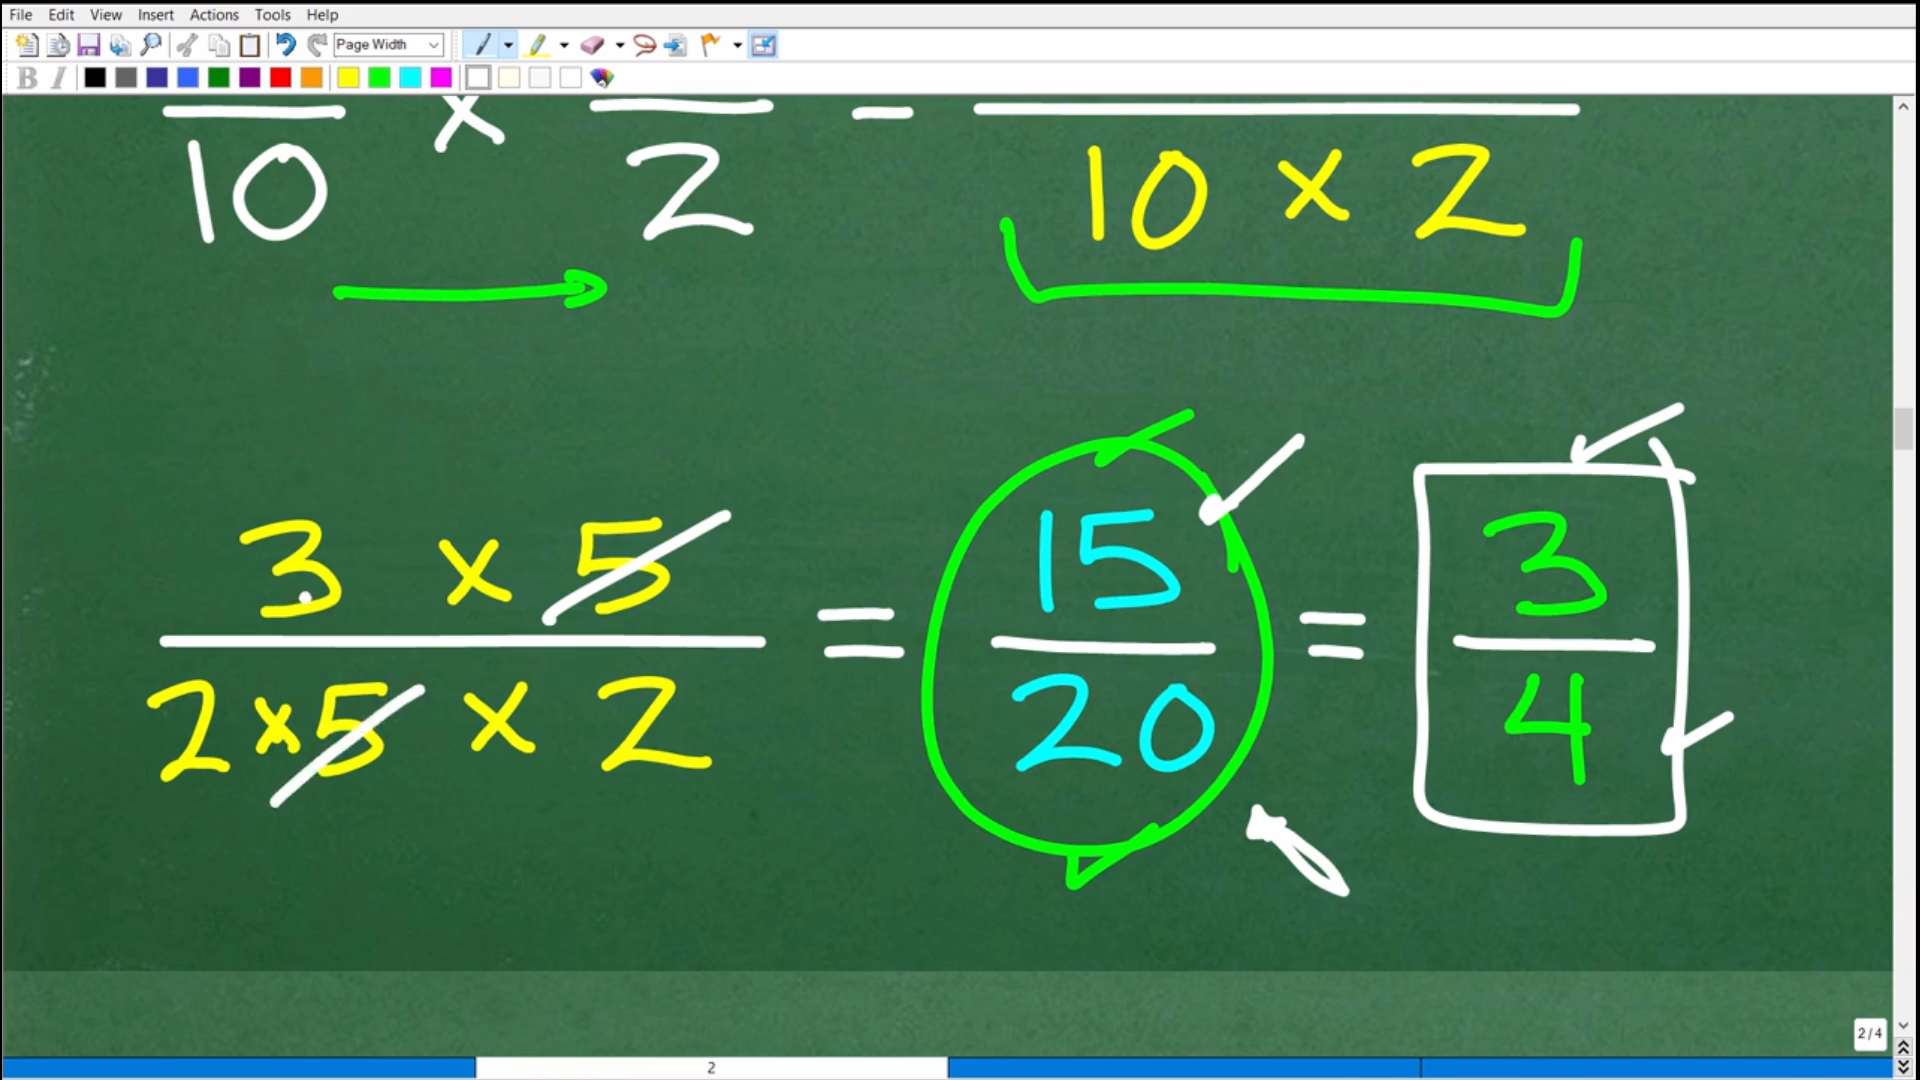 File Edit View Insert Actions Tools Help
Page Width
B I
10 × 2 = 10 × 2
3 × 5
2 × 5 × 2
=
15
20
=
3
4
2/4
2